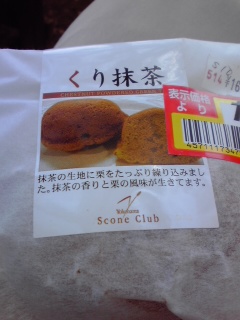 くり抹茶
抹茶の生地に栗をたっぷり練り込みまし
た。抹茶の香りと栗の風味が生きてます。
Yokohama
Scone Club
表示価格
より